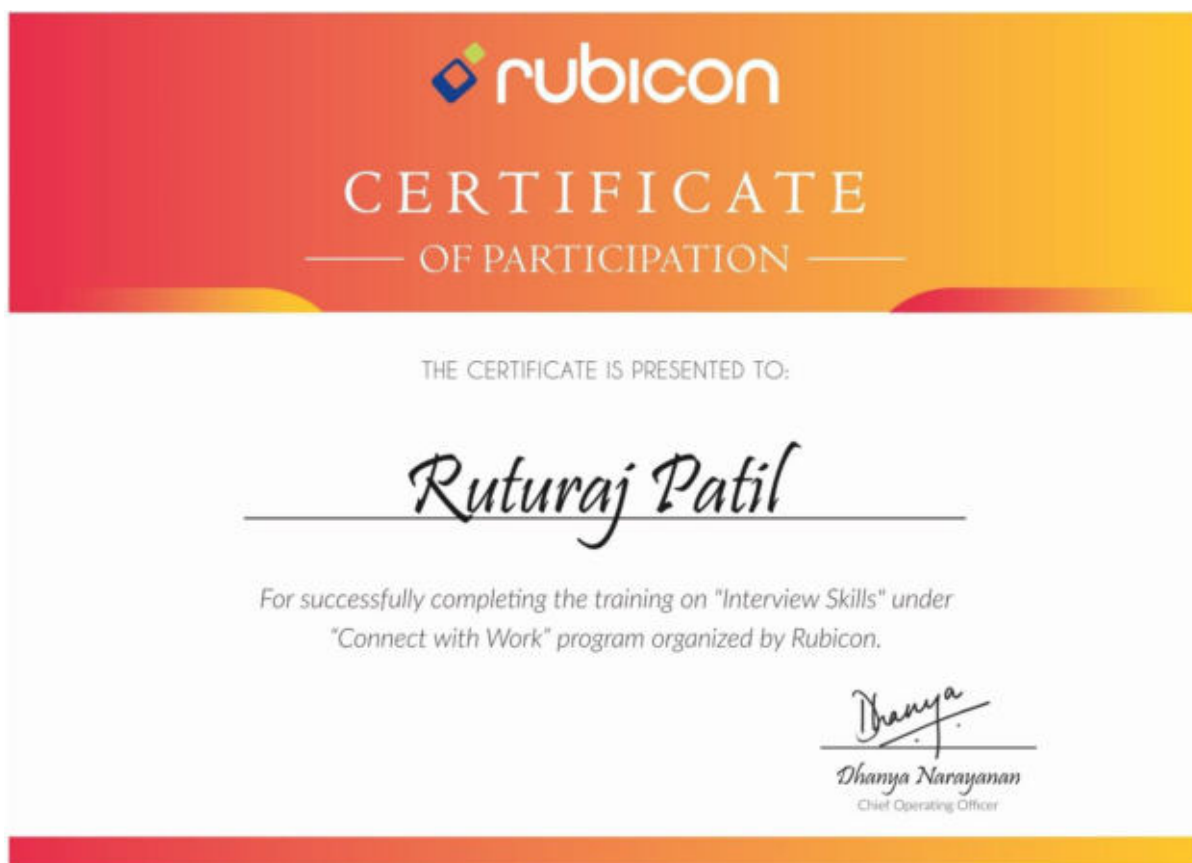 rubicon
CERTIFICATE
OF PARTICIPATION
THE CERTIFICATE IS PRESENTED TO:
Ruturaj Patil
For successfully completing the training on "Interview Skills" under
"Connect with Work" program organized by Rubicon.
Dhanya
Dhanya Narayanan
Chief Operating Officer